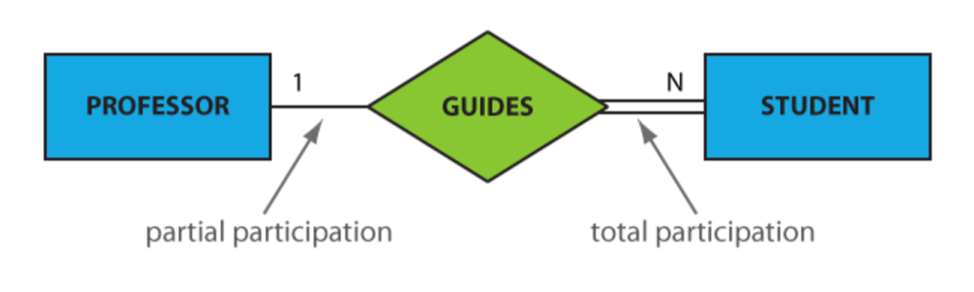 1
N
PROFESSOR
GUIDES
STUDENT
partial participation
total participation